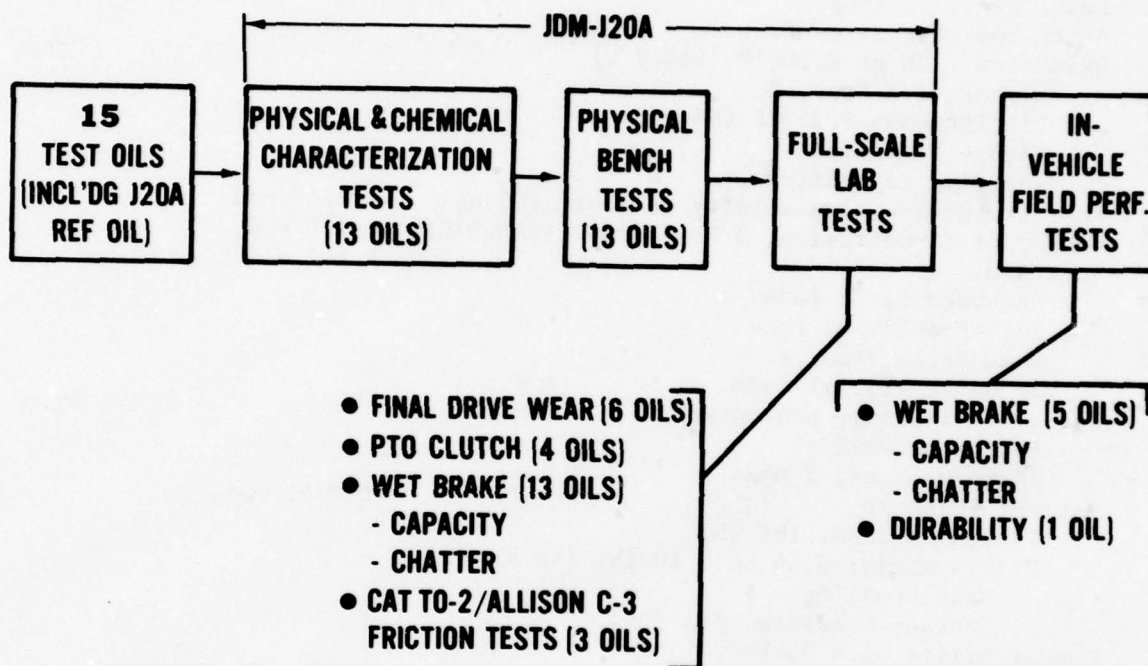 JDM-J20A
15
TEST OILS
(INCL'DG J20A
REF OIL)
PHYSICAL & CHEMICAL
CHARACTERIZATION
TESTS
(13 OILS)
PHYSICAL
BENCH
TESTS
(13 OILS)
FULL-SCALE
LAB
TESTS
IN-
VEHICLE
FIELD PERF.
TESTS
● FINAL DRIVE WEAR (6 OILS)
● PTO CLUTCH (4 OILS)
● WET BRAKE (13 OILS)
- CAPACITY
- CHATTER
● CAT TO-2/ALLISON C-3
FRICTION TESTS (3 OILS)
● WET BRAKE (5 OILS)
- CAPACITY
- CHATTER
● DURABILITY (1 OIL)